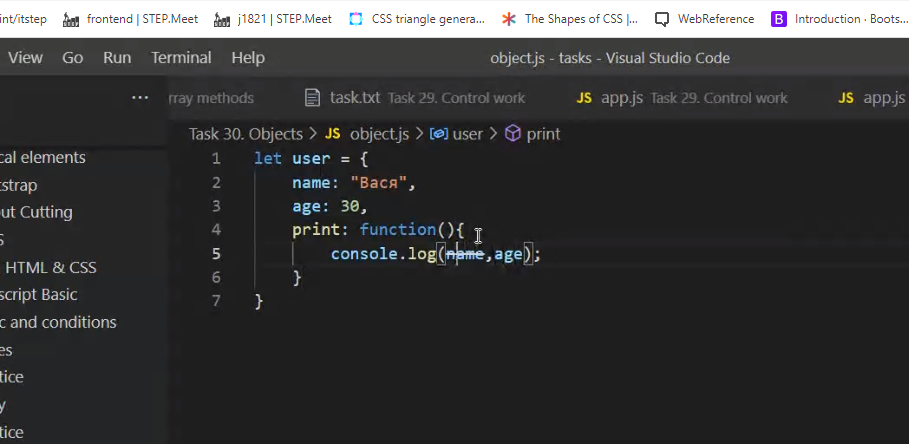 nt/itstep frontend | STEP.Meet j1821 | STEP.Meet CSS triangle genera... The Shapes of CSS |... WebReference Introduction · Boots...
View Go Run Terminal Help object.js - tasks - Visual Studio Code
... rray methods task.txt Task 29. Control work JS app.js Task 29. Control work JS app.js
Task 30. Objects > JS object.js > user > print
cal elements
tstrap
out Cutting
S
HTML & CSS
script Basic
c and conditions
es
tice
y
tice
1 let user = {
2 name: "Вася",
3 age: 30,
4 print: function(){
5 console.log(name,age);
6 }
7 }